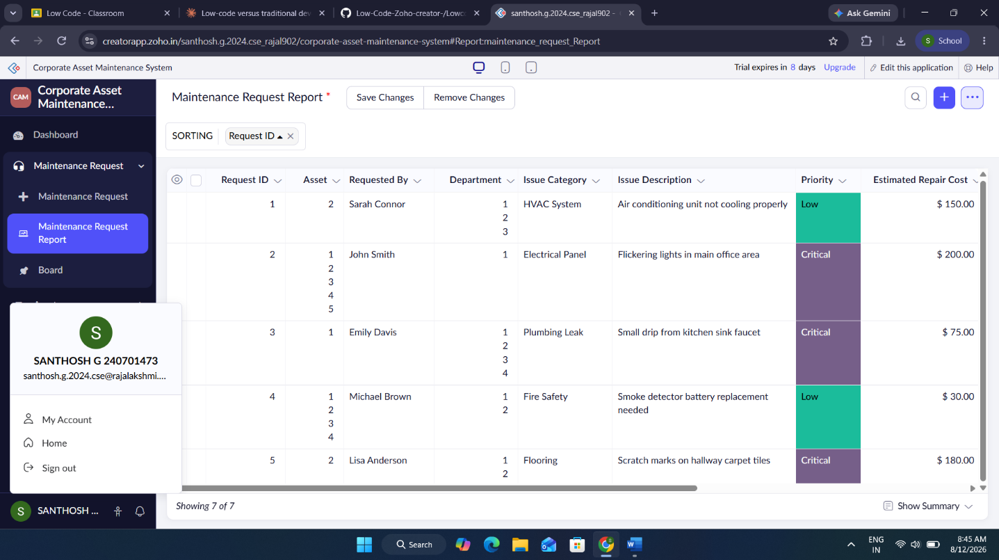 Low Code - Classroom
Low-code versus traditional dev
Low-Code-Zoho-creator-/Lowc
santhosh.g.2024.cse_rajal902 -
Ask Gemini
creatorapp.zoho.in/santhosh.g.2024.cse_rajal902/corporate-asset-maintenance-system#Report:maintenance_request_Report
S School
Corporate Asset Maintenance System
Trial expires in 8 days Upgrade
Edit this application
Help
CAM
Corporate Asset
Maintenance...
Dashboard
Maintenance Request
Maintenance Request
Maintenance Request
Report
Board
S
SANTHOSH G 240701473
santhosh.g.2024.cse@rajalakshmi....
My Account
Home
Sign out
S SANTHOSH ...
Maintenance Request Report *
Save Changes
Remove Changes
SORTING
Request ID
Request ID Asset Requested By Department Issue Category Issue Description Priority Estimated Repair Cost
1 2 Sarah Connor 1 HVAC System Air conditioning unit not cooling properly Low $ 150.00
2
3
2 1 John Smith 1 Electrical Panel Flickering lights in main office area Critical $ 200.00
2
3
4
5
3 1 Emily Davis 1 Plumbing Leak Small drip from kitchen sink faucet Critical $ 75.00
2
3
4
4 1 Michael Brown 1 Fire Safety Smoke detector battery replacement Low $ 30.00
2 2 needed
3
4
5 2 Lisa Anderson 1 Flooring Scratch marks on hallway carpet tiles Critical $ 180.00
2
Showing 7 of 7
Show Summary
Search
ENG
IN
8:45 AM
8/12/2026